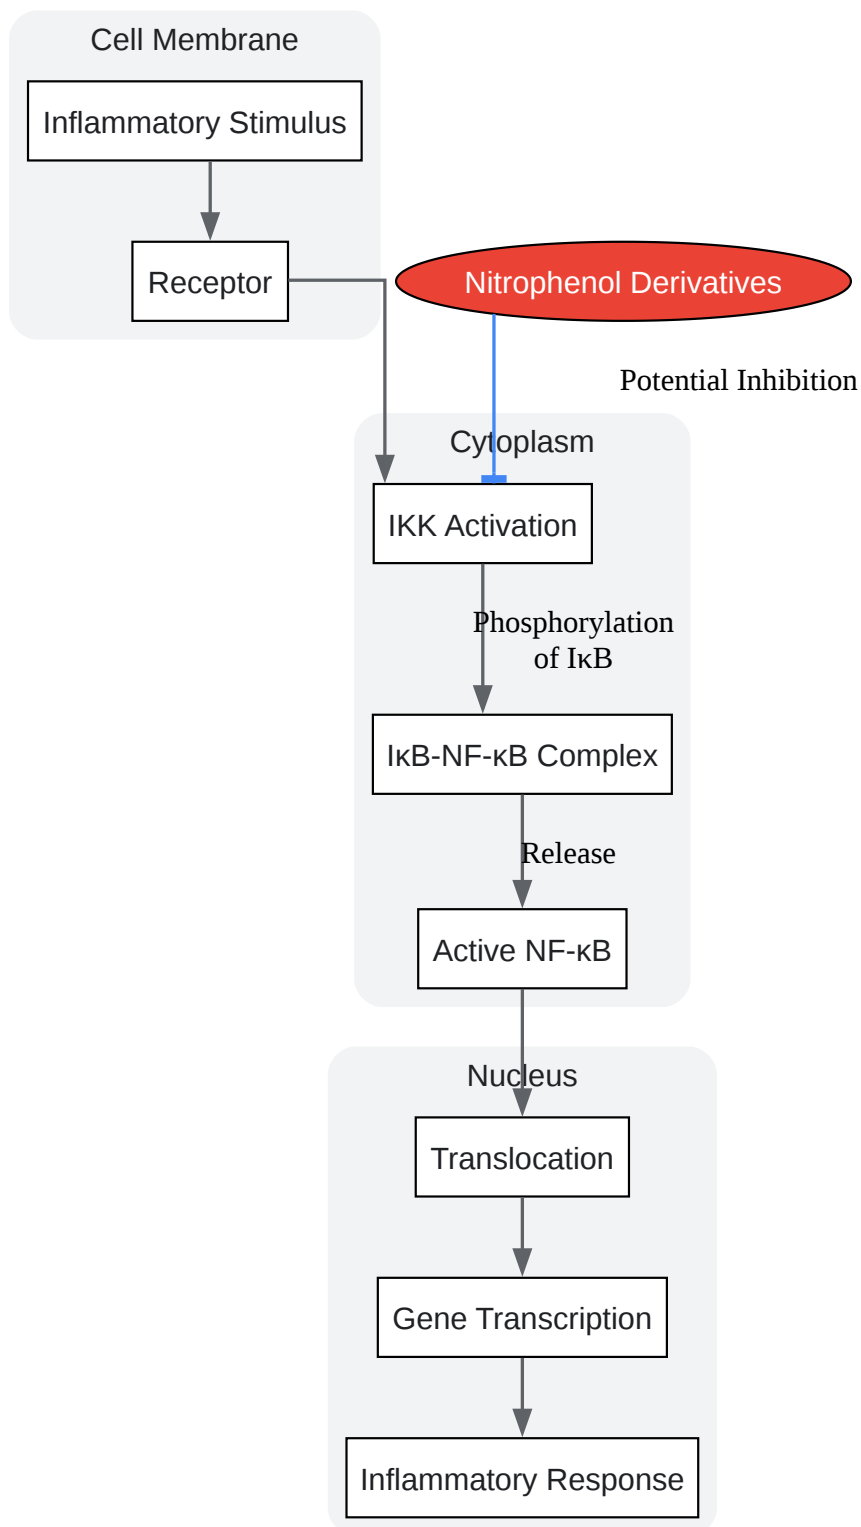 Cell Membrane
Inflammatory Stimulus
Receptor
Nitrophenol Derivatives
Potential Inhibition
Cytoplasm
IKK Activation
Phosphorylation
of IκB
IκB-NF-κB Complex
Release
Active NF-κB
Nucleus
Translocation
Gene Transcription
Inflammatory Response